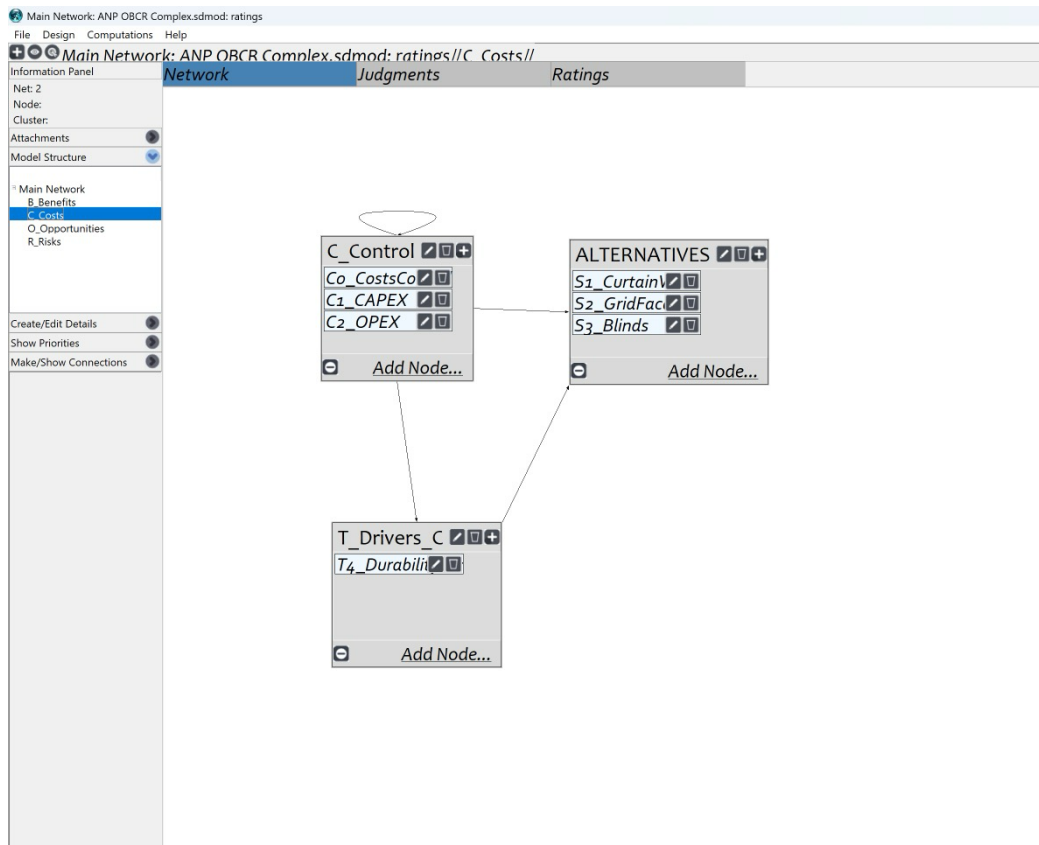 Main Network: ANP OBCR Complex.sdmod: ratings
File Design Computations Help
Main Network: ANP OBCR Complex.sdmod: ratings//C_Costs//
Information Panel
Network Judgments Ratings
Net: 2
Node:
Cluster:
Attachments
Model Structure
Main Network
B_Benefits
C_Costs
O_Opportunities
R_Risks
Create/Edit Details
Show Priorities
Make/Show Connections
C_Control
Co_CostsCo
C1_CAPEX
C2_OPEX
Add Node...
ALTERNATIVES
S1_Curtain
S2_GridFac
S3_Blinds
Add Node...
T_Drivers_C
T4_Durabili
Add Node...